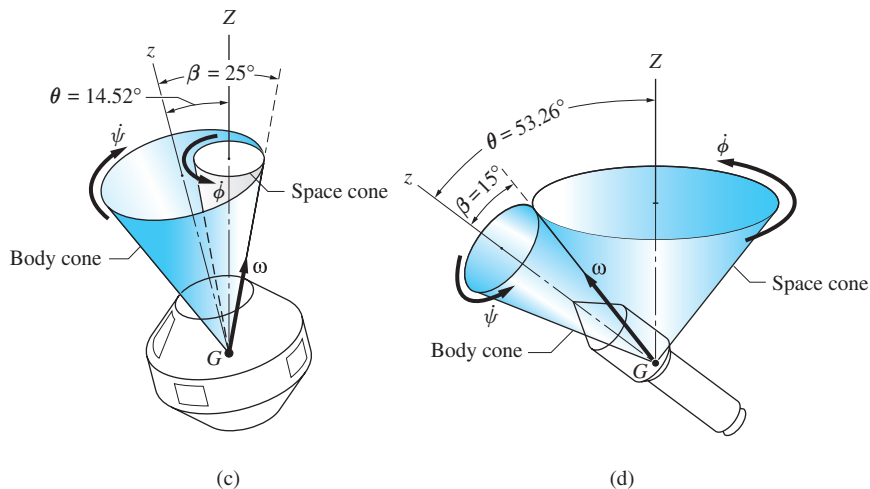 Z
z
β = 25°
θ = 14.52°
ψ̇
ϕ̇
Space cone
Body cone
ω
G
(c)
Z
θ = 53.26°
ϕ̇
z
β = 15°
ω
Space cone
ψ̇
Body cone
G
(d)